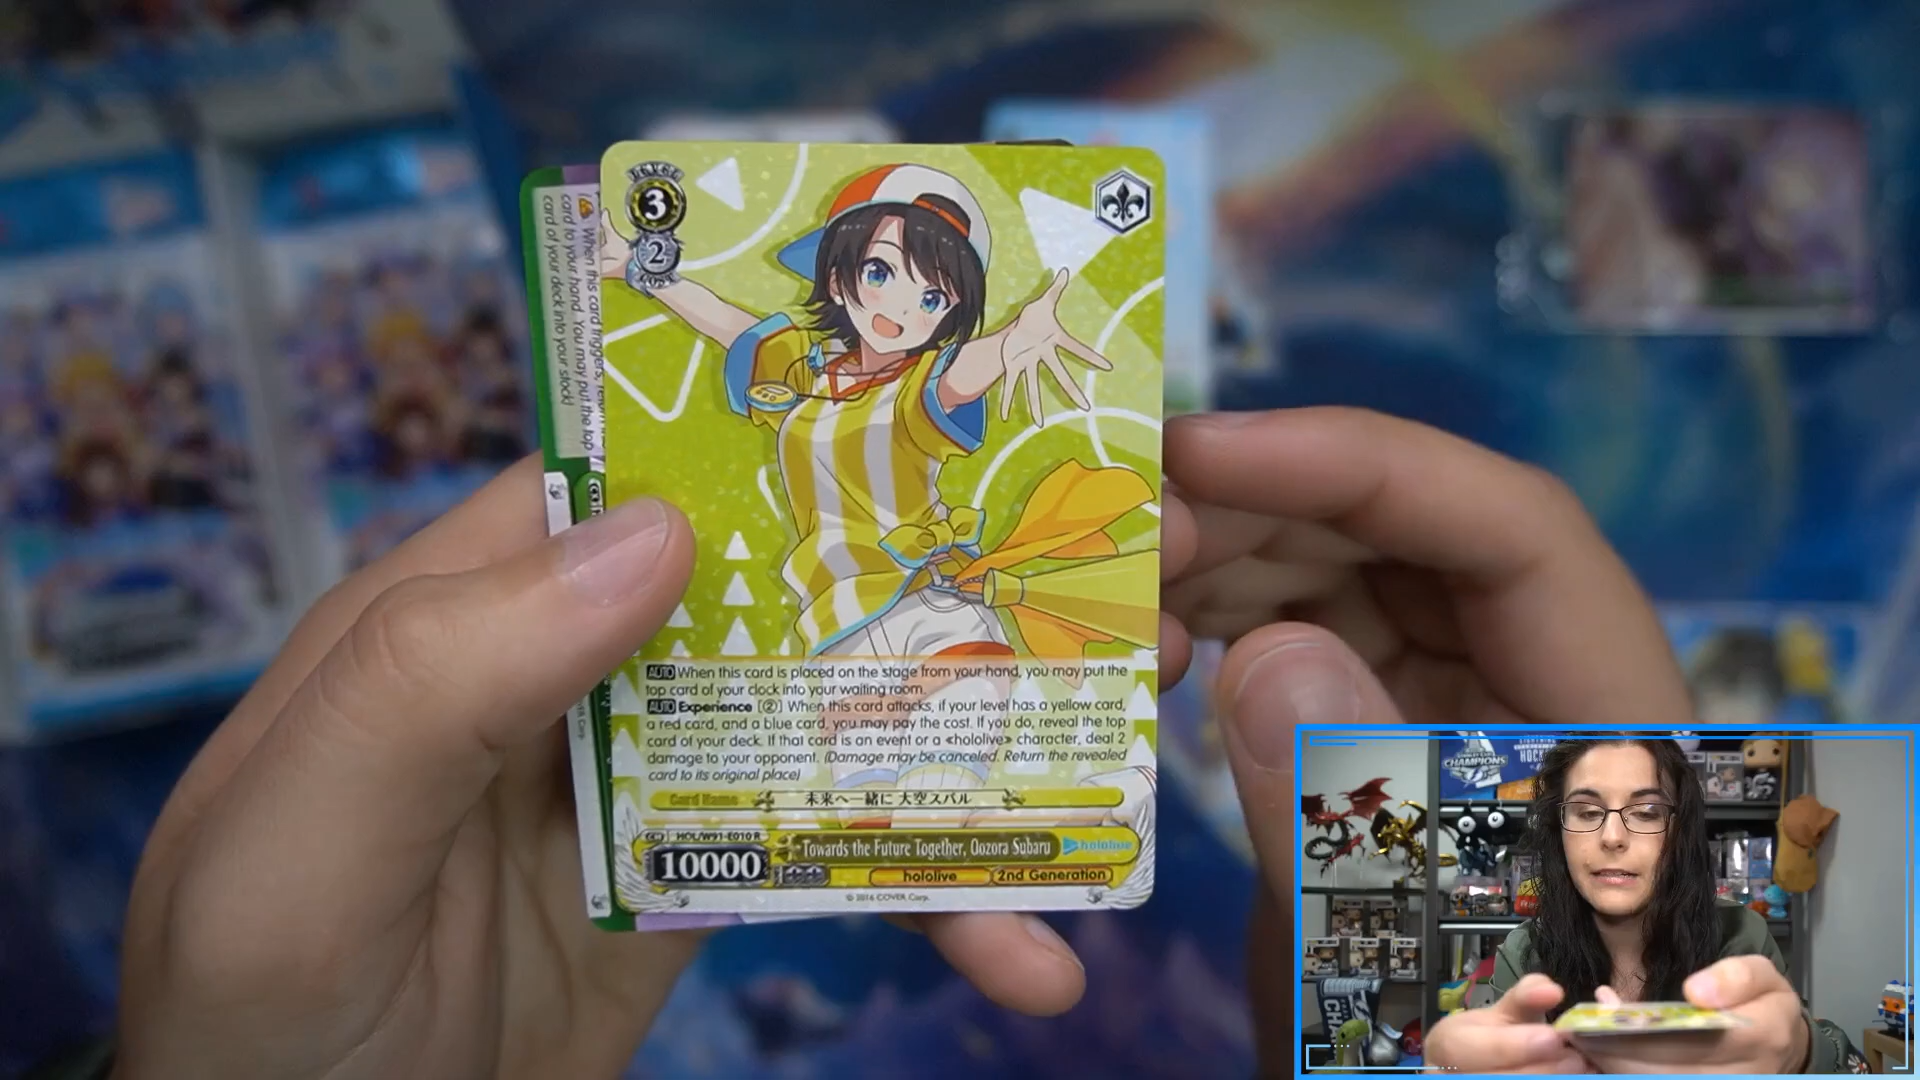 LEVEL
3
2
COST
When this card triggers, return
card to your hand. You may put the top
card of your deck into your stock)
AUTO When this card is placed on the stage from your hand, you may put the
top card of your clock into your waiting room.
AUTO Experience [②] When this card attacks, if your level has a yellow card,
a red card, and a blue card, you may pay the cost. If you do, reveal the top
card of your deck. If that card is an event or a «hololive» character, deal 2
damage to your opponent. (Damage may be canceled. Return the revealed
card to its original place)
Card Name 未来へ一緒に 大空スバル
HOL/W91-E010 R
10000
Towards the Future Together, Oozora Subaru
hololive
hololive
2nd Generation
© 2016 COVER Corp.
CHAMPIONS
LIGHTNING
HOCKEY